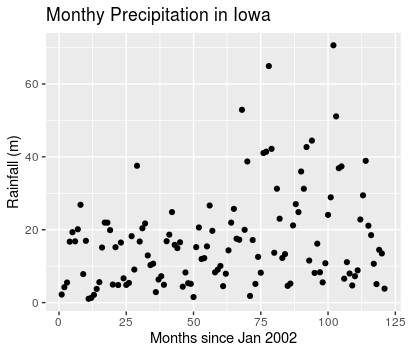 Monthy Precipitation in Iowa
Rainfall (m)
60
40
20
0
0 25 50 75 100 125
Months since Jan 2002